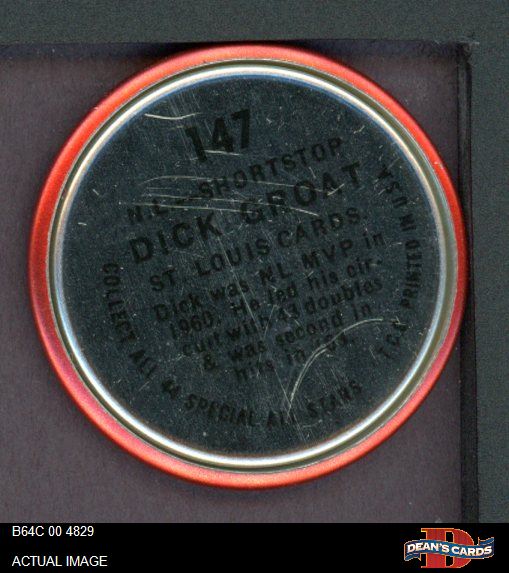 147
N.L.—SHORTSTOP
DICK GROAT
ST. LOUIS CARDS
Dick was NL MVP in
1960. He led his cir-
cuit with 43 doubles
& was second in
hits in
COLLECT ALL 44 SPECIAL ALL STARS
T.C.G. PRINTED IN U.S.A.
B64C 00 4829
ACTUAL IMAGE
D
DEAN'S CARDS